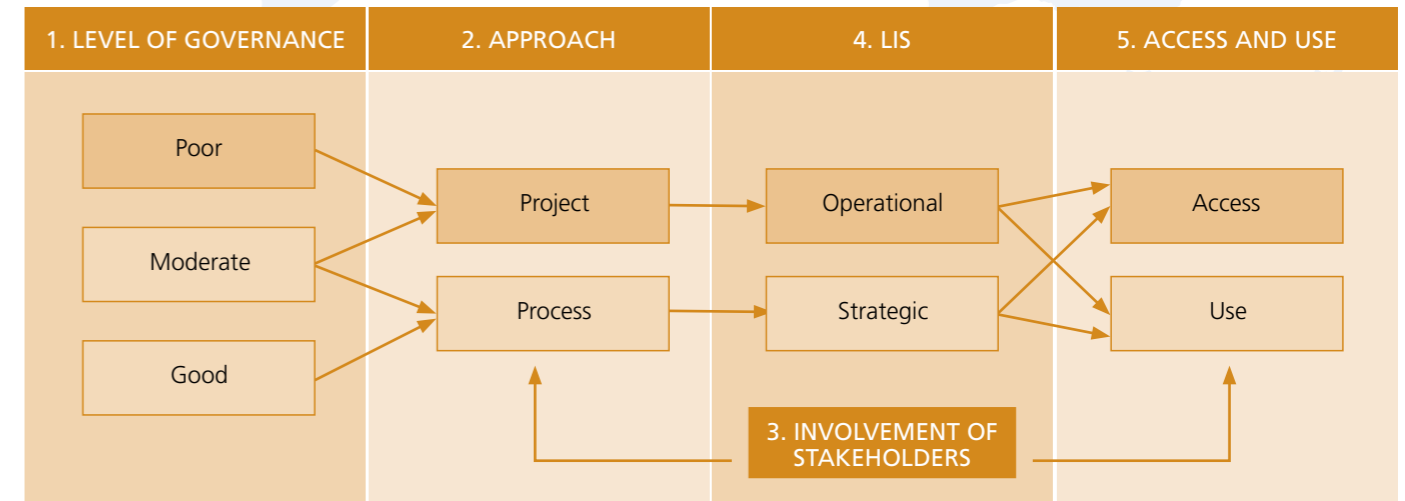 1. LEVEL OF GOVERNANCE
2. APPROACH
4. LIS
5. ACCESS AND USE
Poor
Moderate
Good
Project
Process
Operational
Strategic
Access
Use
3. INVOLVEMENT OF
STAKEHOLDERS